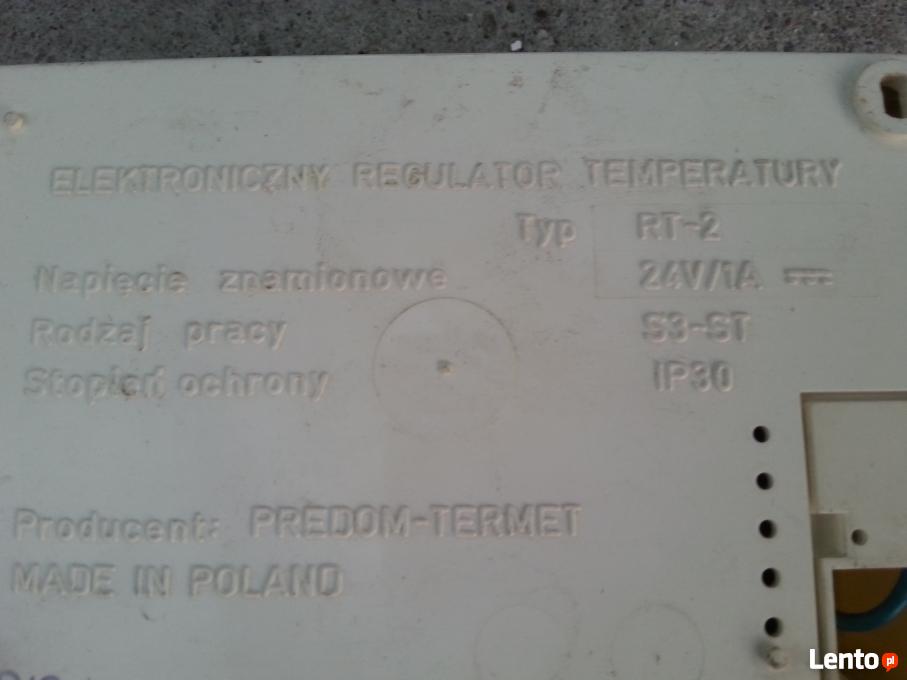 ELEKTRONICZNY REGULATOR TEMPERATURY
Typ RT-2
Napięcie znamionowe 24V/1A
Rodzaj pracy S3-ST
Stopień ochrony IP30
Producent: PREDOM-TERMET
MADE IN POLAND
Lento pl